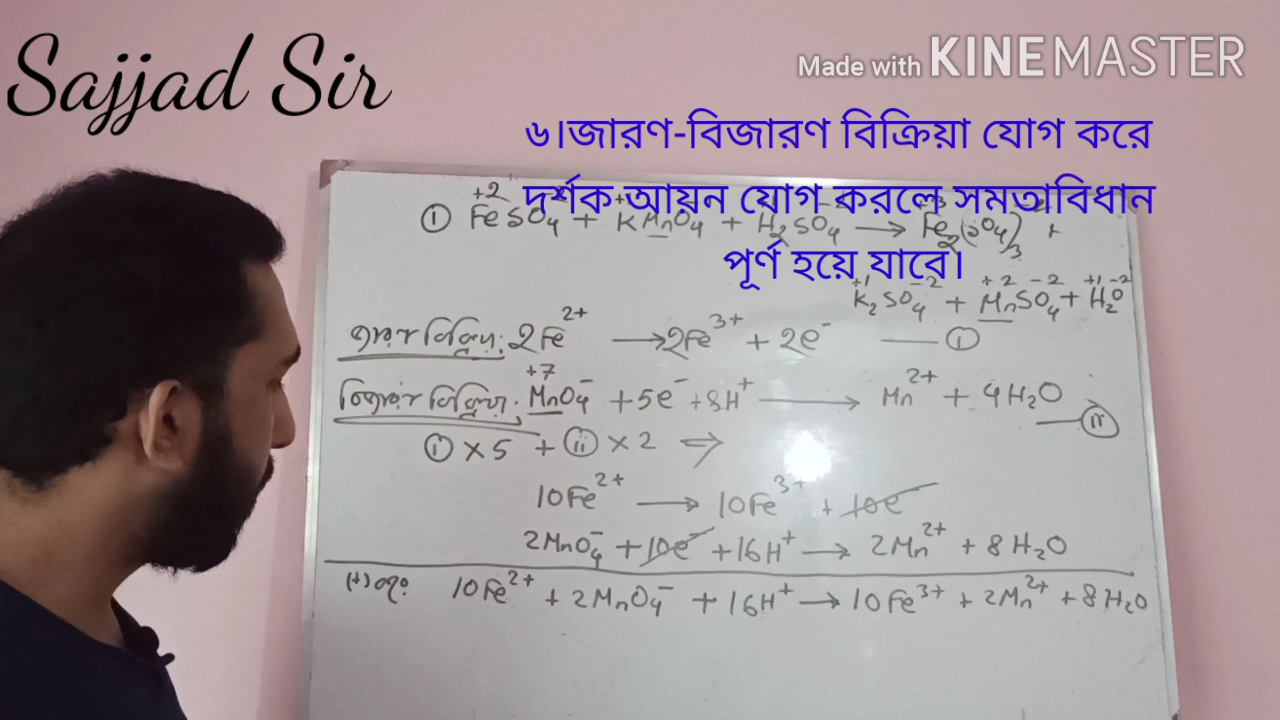 Sajjad Sir
Made with KINEMASTER
৬।জারণ-বিজারণ বিক্রিয়া যোগ করে
দর্শক আয়ন যোগ করলে সমতাবিধান
পূর্ণ হয়ে যাবে।
① FeSO₄ + KMnO₄ + H₂SO₄ → Fe₂(SO₄)₃ +
K₂SO₄ + MnSO₄ + H₂O
জারণ বিক্রিয়া: 2Fe²⁺ → 2Fe³⁺ + 2e⁻ — ⓘ
বিজারণ বিক্রিয়া: MnO₄⁻ + 5e⁻ + 8H⁺ → Mn²⁺ + 4H₂O — ⓘⓘ
ⓘ × 5 + ⓘⓘ × 2 ⇒
10Fe²⁺ → 10Fe³⁺ + 10e⁻
2MnO₄⁻ + 10e⁻ + 16H⁺ → 2Mn²⁺ + 8H₂O
10Fe²⁺ + 2MnO₄⁻ + 16H⁺ → 10Fe³⁺ + 2Mn²⁺ + 8H₂O